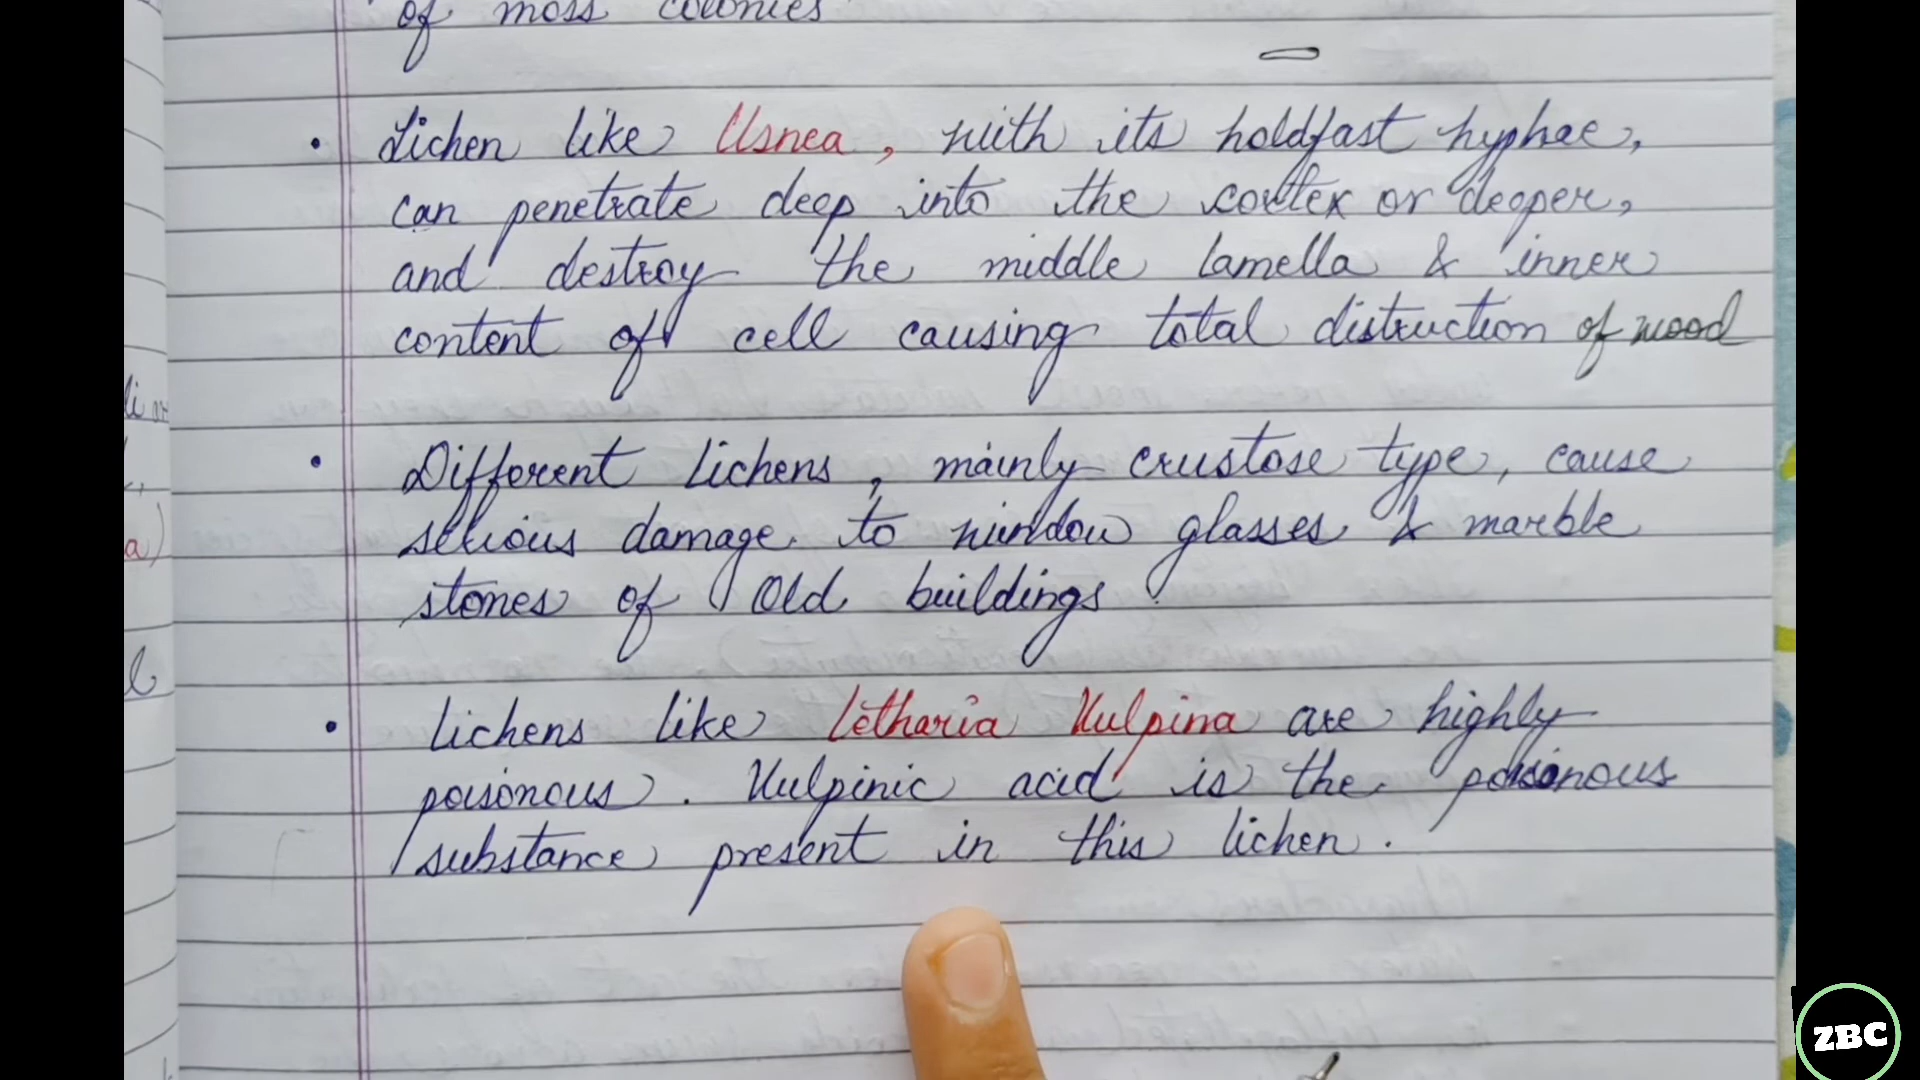 of moss colonies
• Lichen like Usnea, with its holdfast hyphae,
can penetrate deep into the cortex or deeper,
and destroy the middle lamella & inner
content of cell causing total distruction of wood
• Different lichens, mainly crustose type, cause
serious damage to window glasses & marble
stones of Old buildings.
• lichens like Letharia Vulpina are highly
poisonous. Vulpinic acid is the poisonous
substance present in this lichen.
a)
l
ZBC